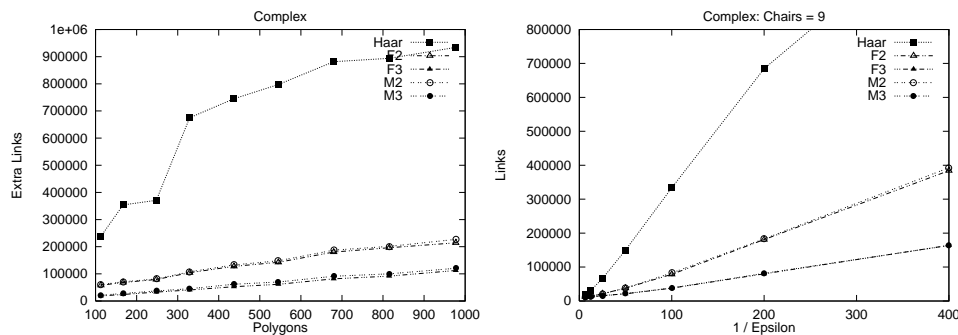 Complex
1e+06
900000
800000
700000
600000
500000
400000
300000
200000
100000
0
Extra Links
Haar
F2
F3
M2
M3
100 200 300 400 500 600 700 800 900 1000
Polygons
Complex: Chairs = 9
800000
700000
600000
500000
400000
300000
200000
100000
0
Links
Haar
F2
F3
M2
M3
100 200 300 400
1 / Epsilon